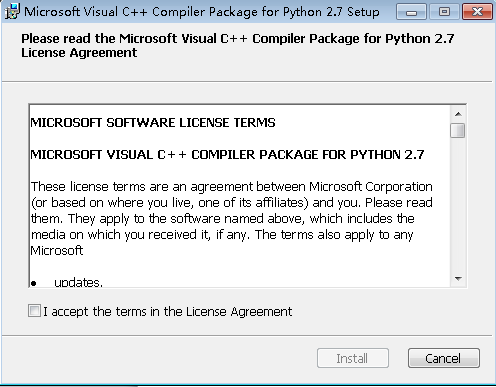 Microsoft Visual C++ Compiler Package for Python 2.7 Setup
Please read the Microsoft Visual C++ Compiler Package for Python 2.7
License Agreement
MICROSOFT SOFTWARE LICENSE TERMS
MICROSOFT VISUAL C++ COMPILER PACKAGE FOR PYTHON 2.7
These license terms are an agreement between Microsoft Corporation
(or based on where you live, one of its affiliates) and you. Please read
them. They apply to the software named above, which includes the
media on which you received it, if any. The terms also apply to any
Microsoft
• updates,
I accept the terms in the License Agreement
Install
Cancel